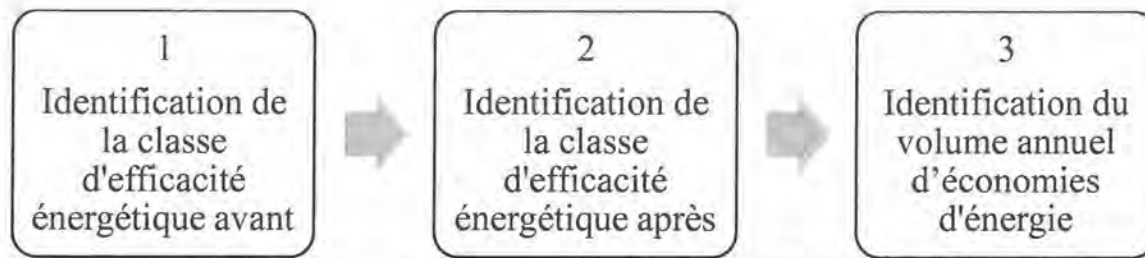 1
Identification de
la classe
d'efficacité
énergétique avant
2
Identification de
la classe
d'efficacité
énergétique après
3
Identification du
volume annuel
d’économies
d'énergie